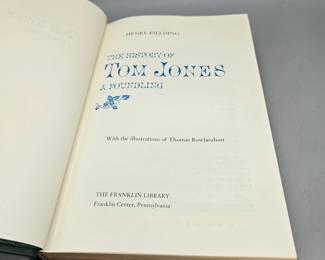 HENRY FIELDING
THE HISTORY OF
TOM JONES
A FOUNDLING
With the illustrations of Thomas Rowlandson
THE FRANKLIN LIBRARY
Franklin Center, Pennsylvania